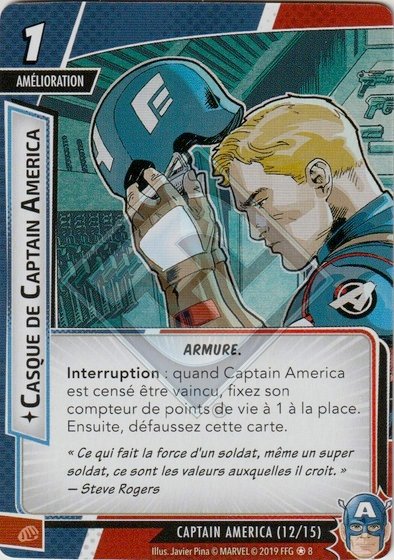 1
AMÉLIORATION
CASQUE DE CAPTAIN AMERICA
ARMURE.
Interruption : quand Captain America
est censé être vaincu, fixez son
compteur de points de vie à 1 à la place.
Ensuite, défaussez cette carte.
« Ce qui fait la force d'un soldat, même un super
soldat, ce sont les valeurs auxquelles il croit. »
— Steve Rogers
CAPTAIN AMERICA (12/15)
Illus. Javier Pina © MARVEL © 2019 FFG 8